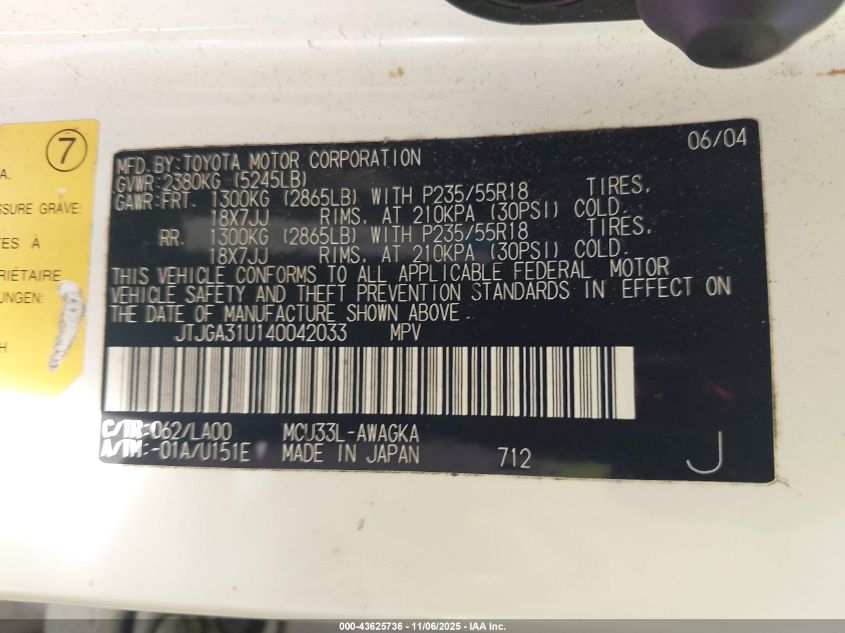 7
A.
SSURE GRAVE.
TES À
RIÉTAIRE
UNGEN:
H
06/04
MFD. BY: TOYOTA MOTOR CORPORATION
GVWR: 2380KG (5245LB)
GAWR: FRT. 1300KG (2865LB) WITH P235/55R18 TIRES,
18X7JJ RIMS, AT 210KPA (30PSI) COLD.
RR. 1300KG (2865LB) WITH P235/55R18 TIRES,
18X7JJ RIMS, AT 210KPA (30PSI) COLD.
THIS VEHICLE CONFORMS TO ALL APPLICABLE FEDERAL MOTOR
VEHICLE SAFETY AND THEFT PREVENTION STANDARDS IN EFFECT ON
THE DATE OF MANUFACTURE SHOWN ABOVE.
JTJGA31U140042033 MPV
C/TR: 062/LA00 MCU33L-AWAGKA
A/TM: -01A/U151E MADE IN JAPAN 712 J
000-43625736 - 11/06/2025 - IAA Inc.